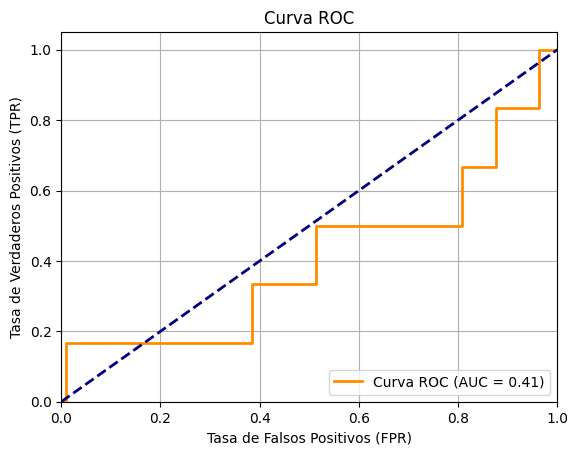 Curva ROC
Tasa de Verdaderos Positivos (TPR)
1.0
0.8
0.6
0.4
0.2
0.0
0.0 0.2 0.4 0.6 0.8 1.0
Tasa de Falsos Positivos (FPR)
Curva ROC (AUC = 0.41)